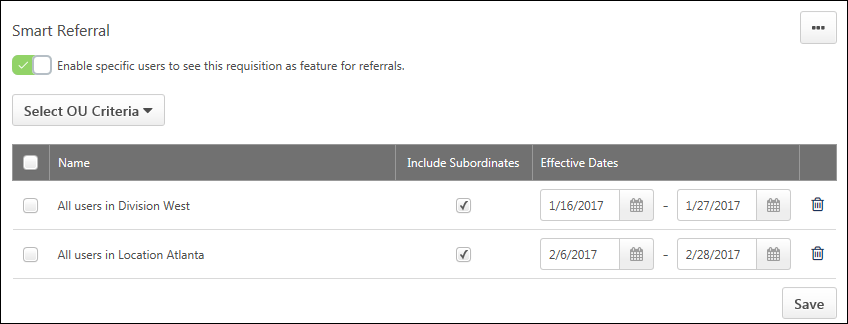 Smart Referral
Enable specific users to see this requisition as feature for referrals.
Select OU Criteria
Name Include Subordinates Effective Dates
All users in Division West 1/16/2017 - 1/27/2017
All users in Location Atlanta 2/6/2017 - 2/28/2017
Save